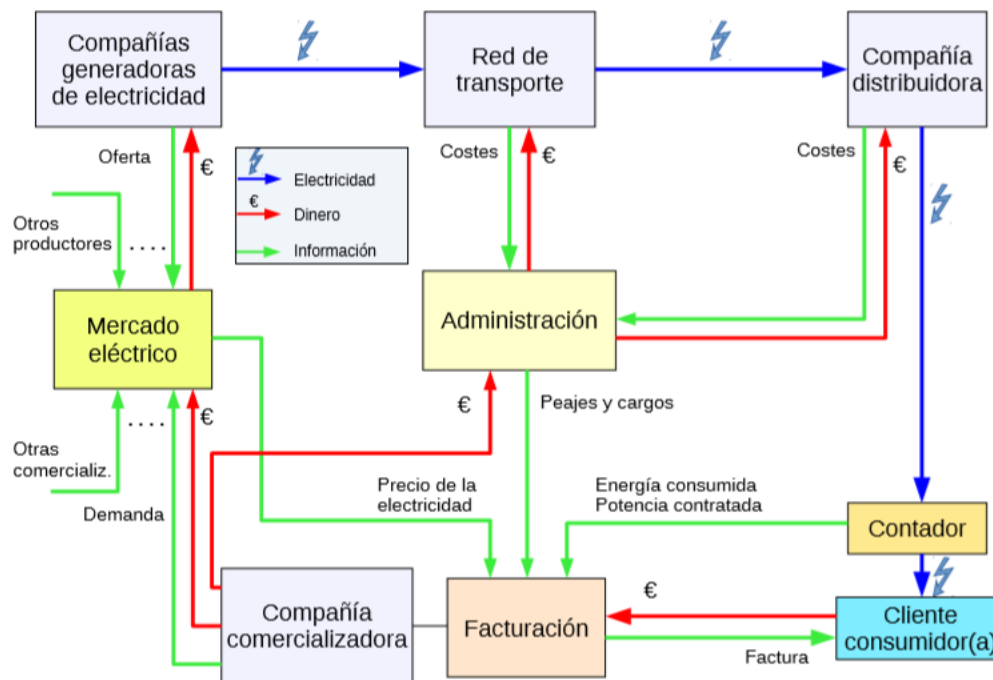 Compañías
generadoras
de electricidad
Red de
transporte
Compañía
distribuidora
Oferta
€
Costes
€
Costes
€
€
Electricidad
Dinero
Información
Otros
productores
....
Mercado
eléctrico
Administración
€
....
€
Peajes y cargos
Otras
comercializ.
Demanda
Precio de la
electricidad
Energía consumida
Potencia contratada
Contador
Compañía
comercializadora
Facturación
€
Cliente
consumidor(a)
Factura